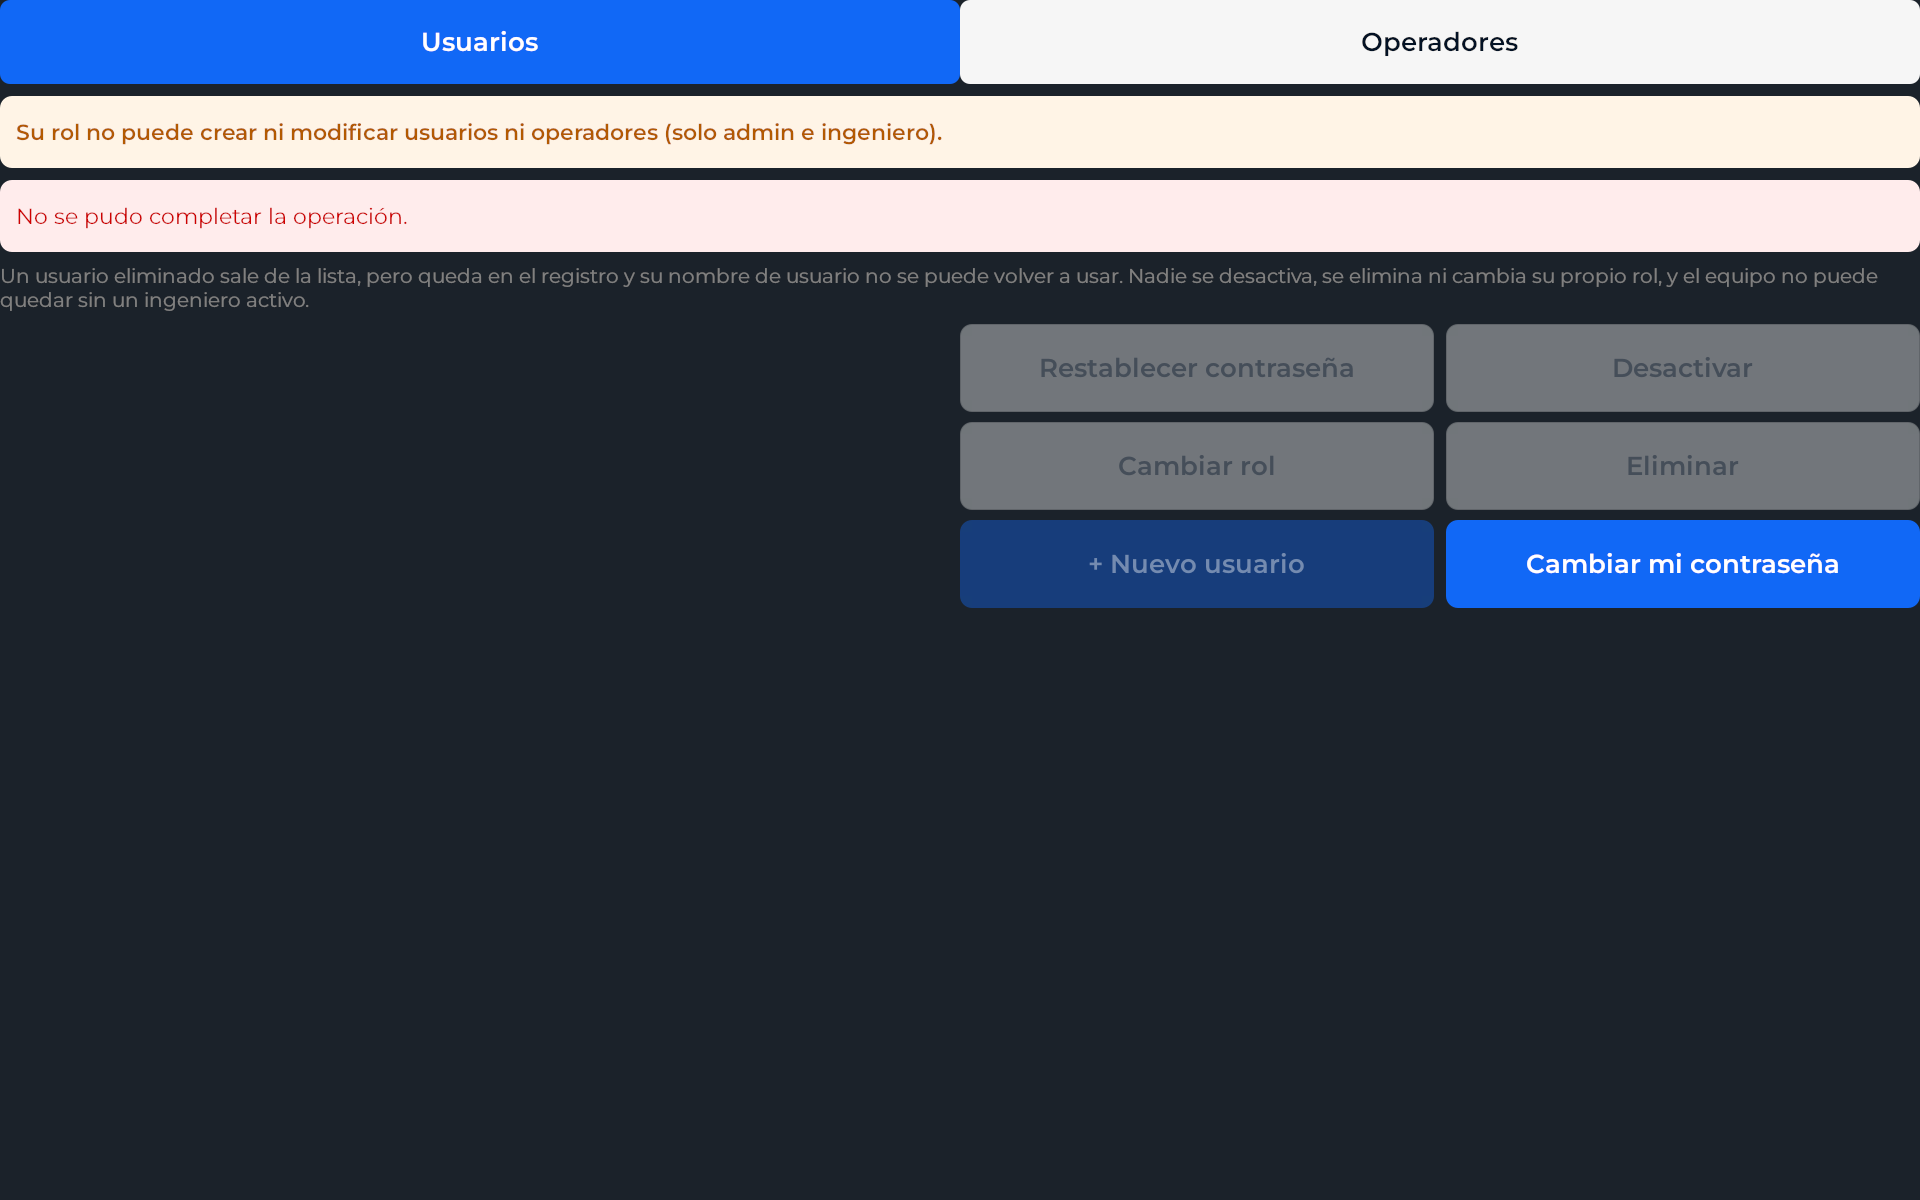 Usuarios
Operadores
Su rol no puede crear ni modificar usuarios ni operadores (solo admin e ingeniero).
No se pudo completar la operación.
Un usuario eliminado sale de la lista, pero queda en el registro y su nombre de usuario no se puede volver a usar. Nadie se desactiva, se elimina ni cambia su propio rol, y el equipo no puede
quedar sin un ingeniero activo.
Restablecer contraseña
Desactivar
Cambiar rol
Eliminar
+ Nuevo usuario
Cambiar mi contraseña